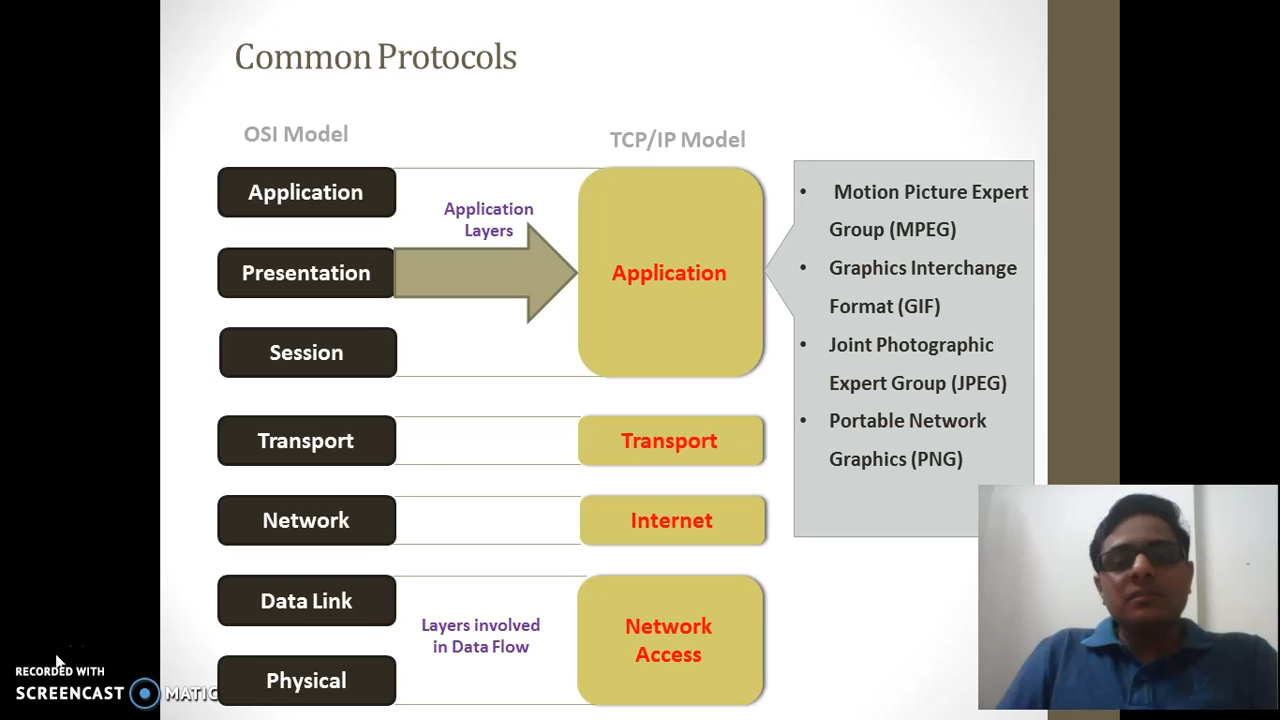 Common Protocols
OSI Model
TCP/IP Model
Application
Presentation
Session
Transport
Network
Data Link
Physical
Application
Layers
Layers involved
in Data Flow
Application
Transport
Internet
Network
Access
• Motion Picture Expert
Group (MPEG)
• Graphics Interchange
Format (GIF)
• Joint Photographic
Expert Group (JPEG)
• Portable Network
Graphics (PNG)
RECORDED WITH
SCREENCAST MATIC